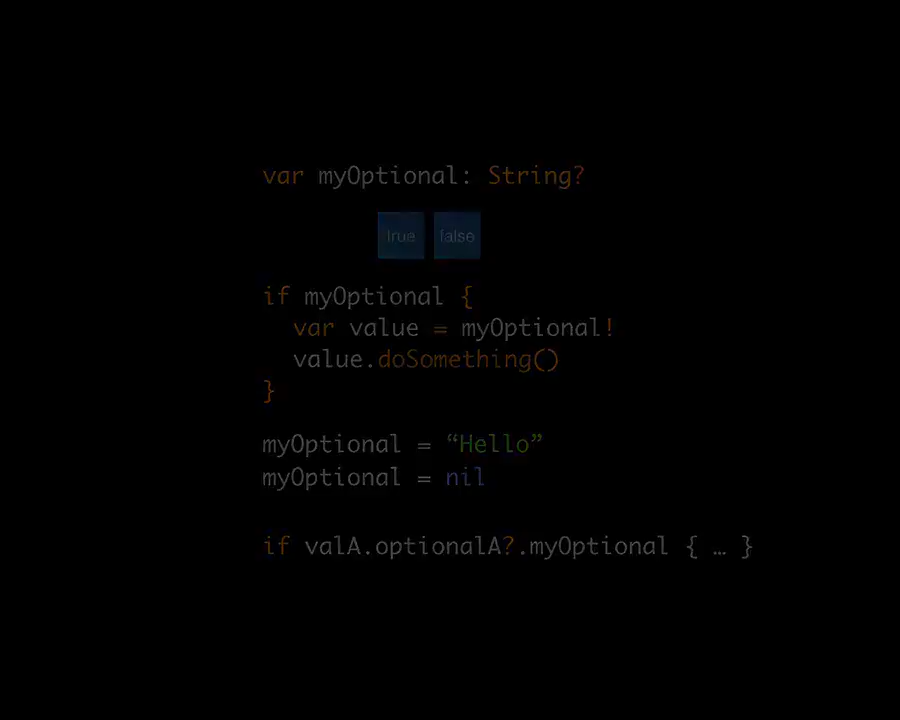 var myOptional: String?
true false
if myOptional {
var value = myOptional!
value.doSomething()
}
myOptional = “Hello”
myOptional = nil
if valA.optionalA?.myOptional { … }